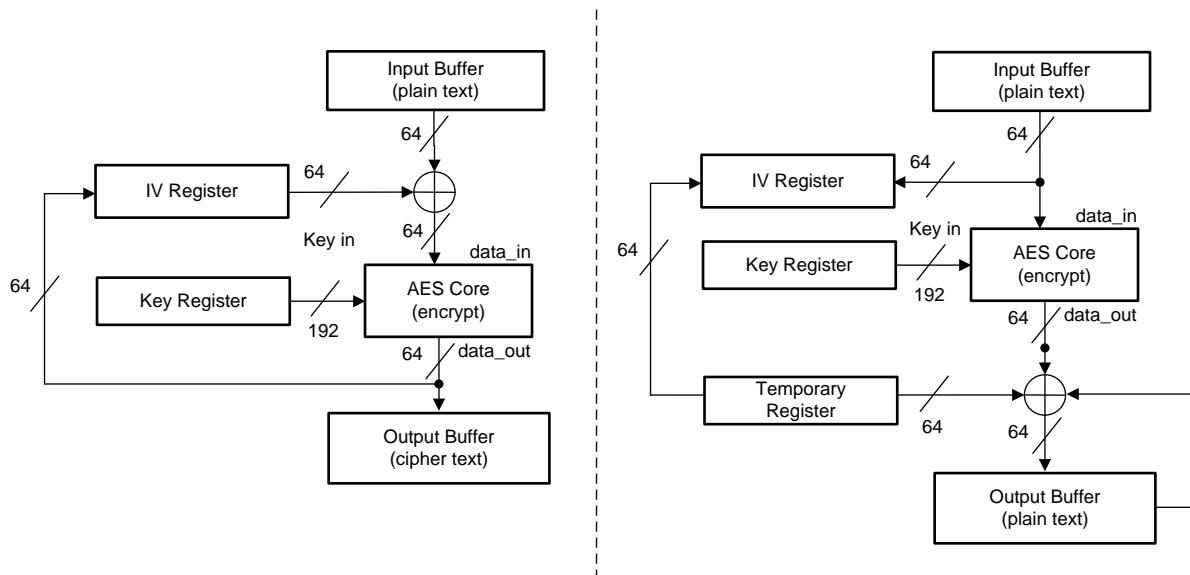 Input Buffer
(plain text)
64
IV Register
64
64
Key in
data_in
64
Key Register
192
AES Core
(encrypt)
64
data_out
Output Buffer
(cipher text)
Input Buffer
(plain text)
64
IV Register
64
data_in
64
Key in
Key Register
192
AES Core
(encrypt)
64
data_out
Temporary
Register
64
64
Output Buffer
(plain text)